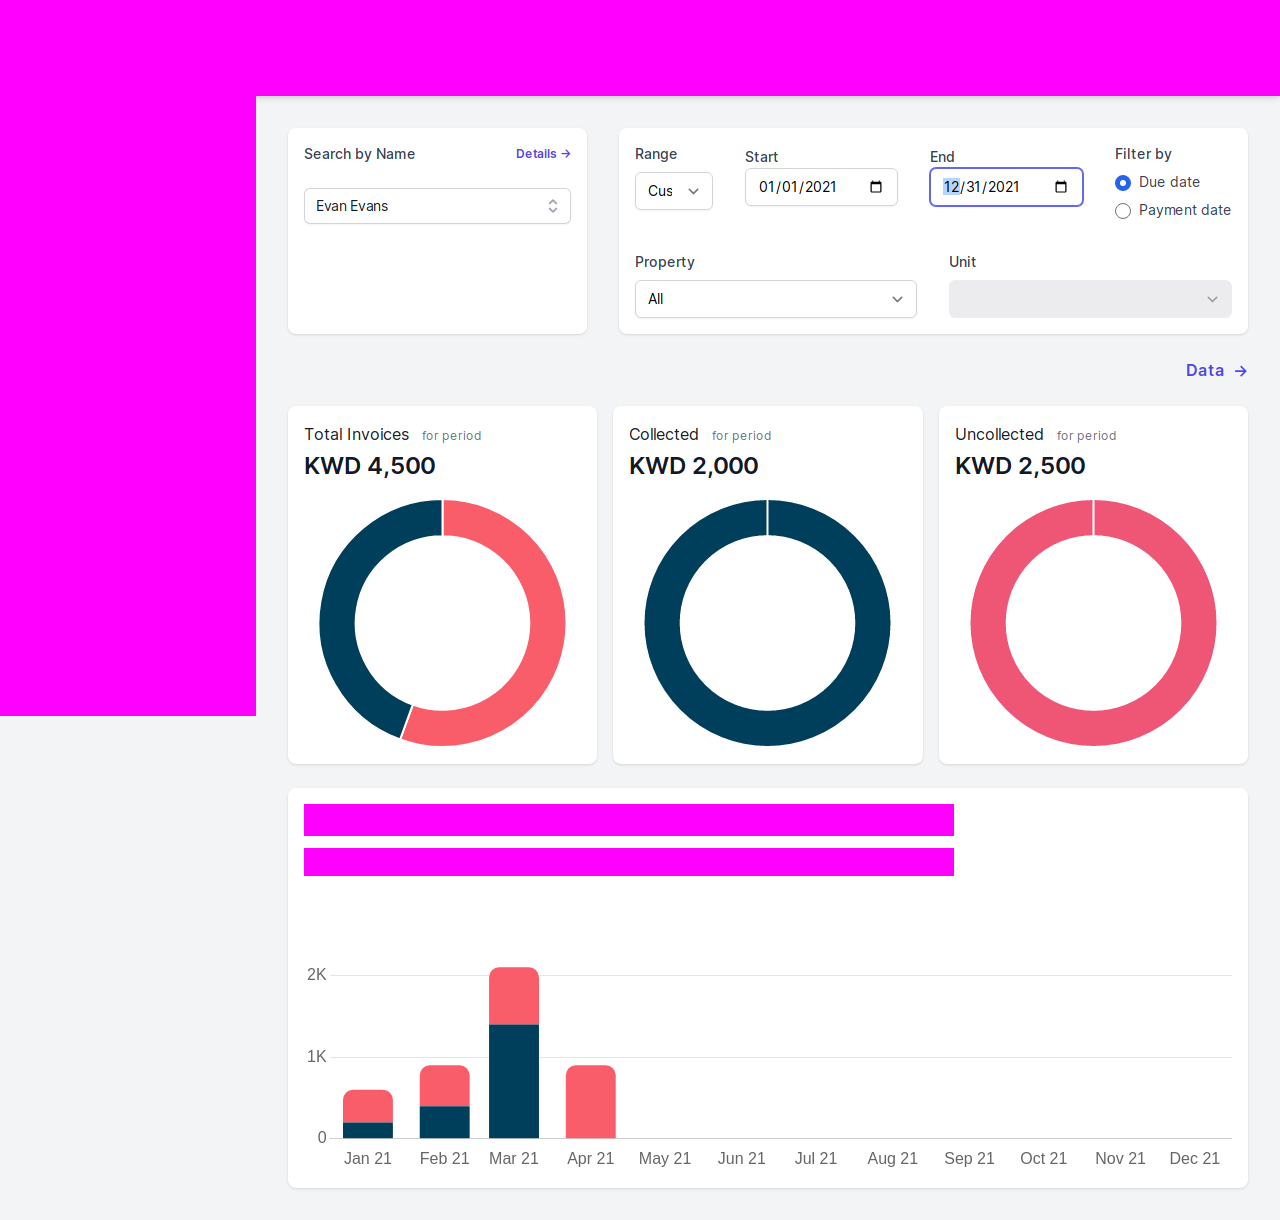 Search by Name
Details →
Evan Evans
Range
Cus
Start
01/01/2021
End
12/31/2021
Filter by
Due date
Payment date
Property
All
Unit
Data →
Total Invoices for period
KWD 4,500
Collected for period
KWD 2,000
Uncollected for period
KWD 2,500
2K
1K
0
Jan 21 Feb 21 Mar 21 Apr 21 May 21 Jun 21 Jul 21 Aug 21 Sep 21 Oct 21 Nov 21 Dec 21